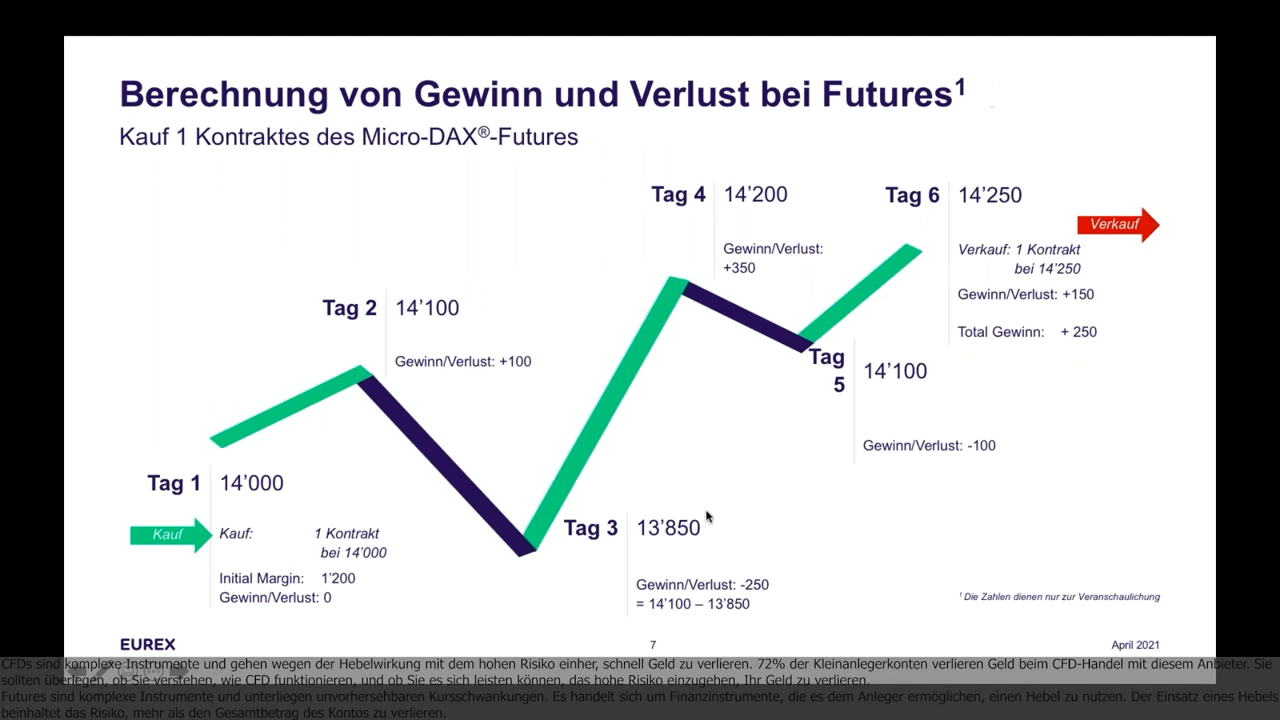 Berechnung von Gewinn und Verlust bei Futures¹
Kauf 1 Kontraktes des Micro-DAX®-Futures
Tag 1 14’000
Kauf
Kauf: 1 Kontrakt
bei 14’000
Initial Margin: 1’200
Gewinn/Verlust: 0
Tag 2 14’100
Gewinn/Verlust: +100
Tag 3 13’850
Gewinn/Verlust: -250
= 14’100 – 13’850
Tag 4 14’200
Gewinn/Verlust:
+350
Tag
5
14’100
Gewinn/Verlust: -100
Tag 6 14’250
Verkauf
Verkauf: 1 Kontrakt
bei 14’250
Gewinn/Verlust: +150
Total Gewinn: + 250
¹ Die Zahlen dienen nur zur Veranschaulichung
EUREX 7 April 2021
CFDs sind komplexe Instrumente und gehen wegen der Hebelwirkung mit dem hohen Risiko einher, schnell Geld zu verlieren. 72% der Kleinanlegerkonten verlieren Geld beim CFD-Handel mit diesem Anbieter. Sie
sollten überlegen, ob Sie verstehen, wie CFD funktionieren, und ob Sie es sich leisten können, das hohe Risiko einzugehen, Ihr Geld zu verlieren.
Futures sind komplexe Instrumente und unterliegen unvorhersehbaren Kursschwankungen. Es handelt sich um Finanzinstrumente, die es dem Anleger ermöglichen, einen Hebel zu nutzen. Der Einsatz eines Hebels
beinhaltet das Risiko, mehr als den Gesamtbetrag des Kontos zu verlieren.